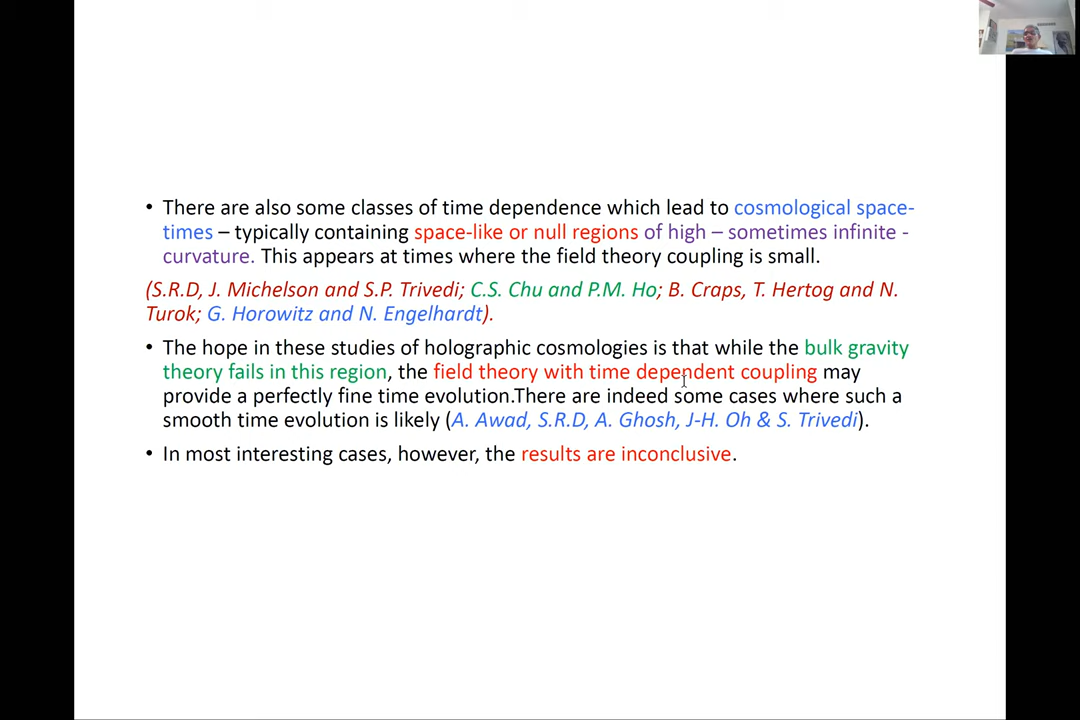 • There are also some classes of time dependence which lead to cosmological space-
times – typically containing space-like or null regions of high – sometimes infinite -
curvature. This appears at times where the field theory coupling is small.
(S.R.D, J. Michelson and S.P. Trivedi; C.S. Chu and P.M. Ho; B. Craps, T. Hertog and N.
Turok; G. Horowitz and N. Engelhardt).
• The hope in these studies of holographic cosmologies is that while the bulk gravity
theory fails in this region, the field theory with time dependent coupling may
provide a perfectly fine time evolution.There are indeed some cases where such a
smooth time evolution is likely (A. Awad, S.R.D, A. Ghosh, J-H. Oh & S. Trivedi).
• In most interesting cases, however, the results are inconclusive.